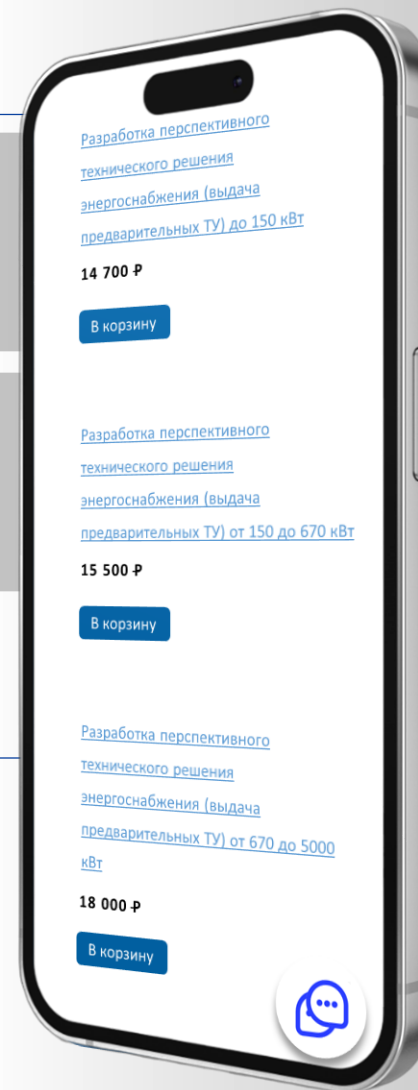 Разработка перспективного
технического решения
энергоснабжения (выдача
предварительных ТУ) до 150 кВт
14 700 ₽
В корзину
Разработка перспективного
технического решения
энергоснабжения (выдача
предварительных ТУ) от 150 до 670 кВт
15 500 ₽
В корзину
Разработка перспективного
технического решения
энергоснабжения (выдача
предварительных ТУ) от 670 до 5000
кВт
18 000 ₽
В корзину